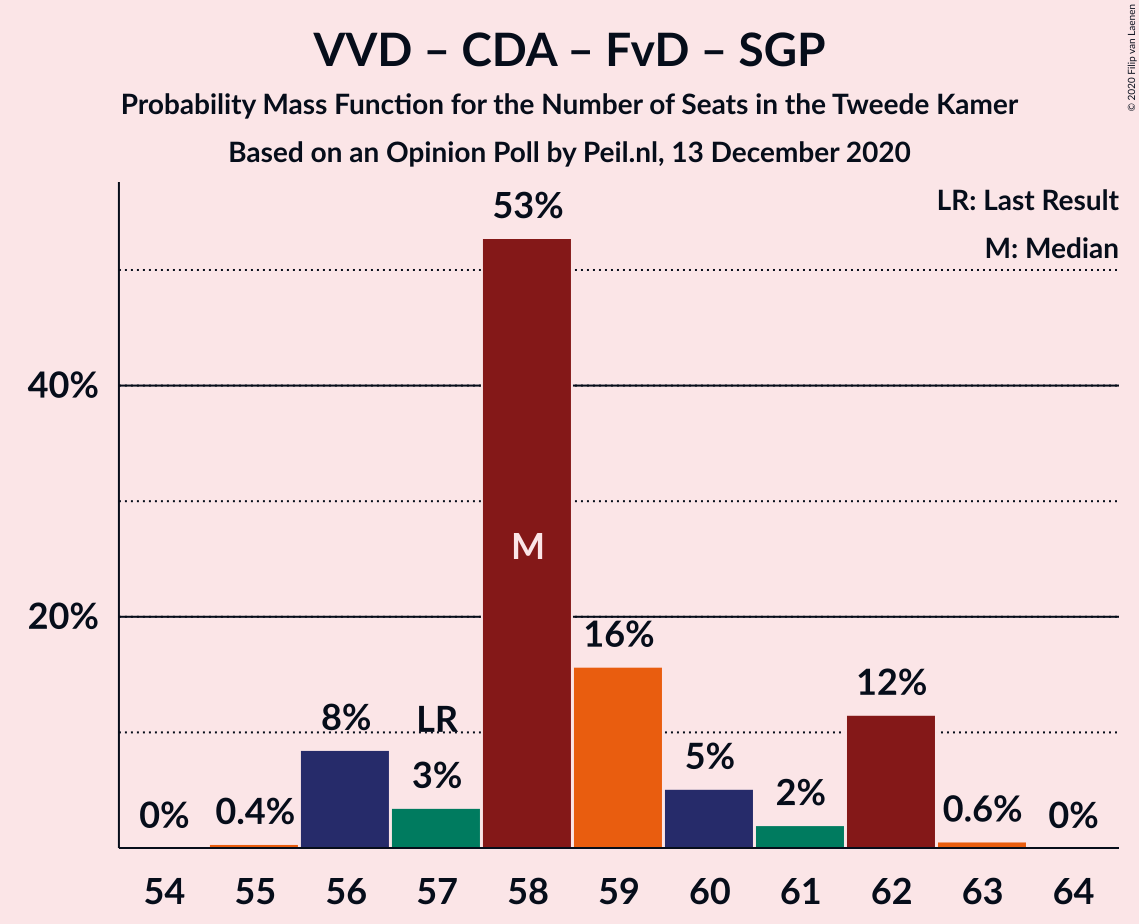 VVD – CDA – FvD – SGP
Probability Mass Function for the Number of Seats in the Tweede Kamer
Based on an Opinion Poll by Peil.nl, 13 December 2020
© 2020 Filip van Laenen
LR: Last Result
M: Median
40%
20%
0%
0.4%
8%
LR
3%
53%
M
16%
5%
2%
12%
0.6%
0%
54 55 56 57 58 59 60 61 62 63 64